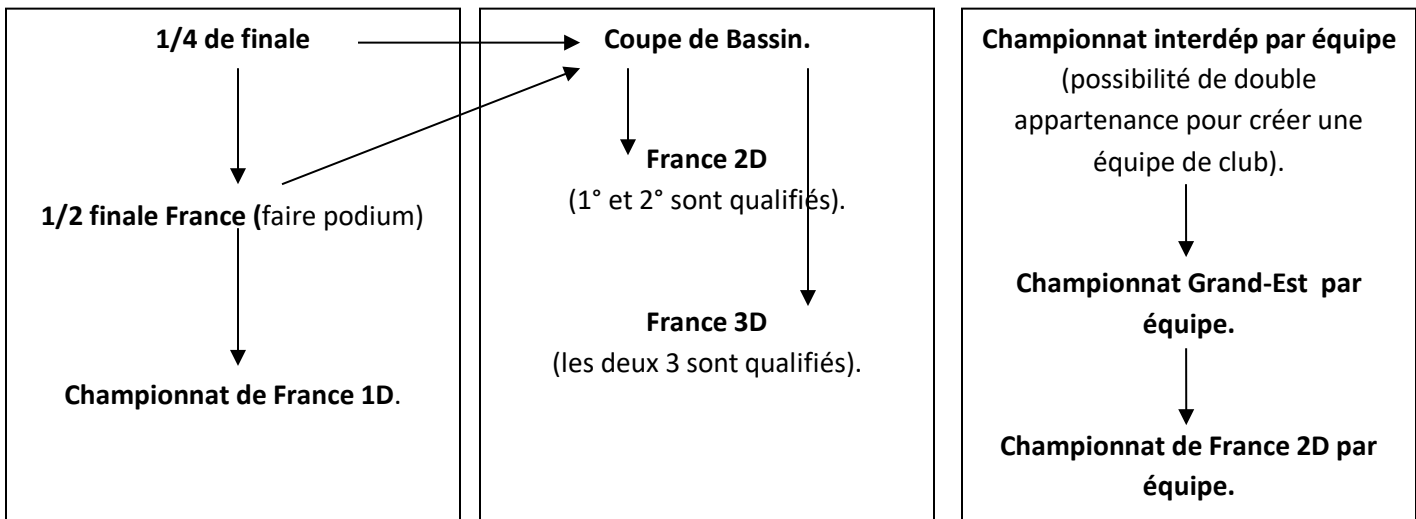 1/4 de finale
1/2 finale France (faire podium)
Championnat de France 1D.
Coupe de Bassin.
France 2D
(1° et 2° sont qualifiés).
France 3D
(les deux 3 sont qualifiés).
Championnat interdép par équipe
(possibilité de double
appartenance pour créer une
équipe de club).
Championnat Grand-Est par
équipe.
Championnat de France 2D par
équipe.